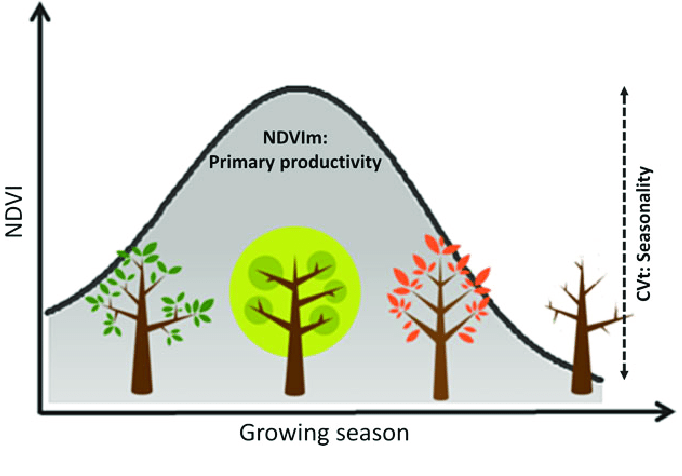 NDVI
NDVIm:
Primary productivity
CVt: Seasonality
Growing season